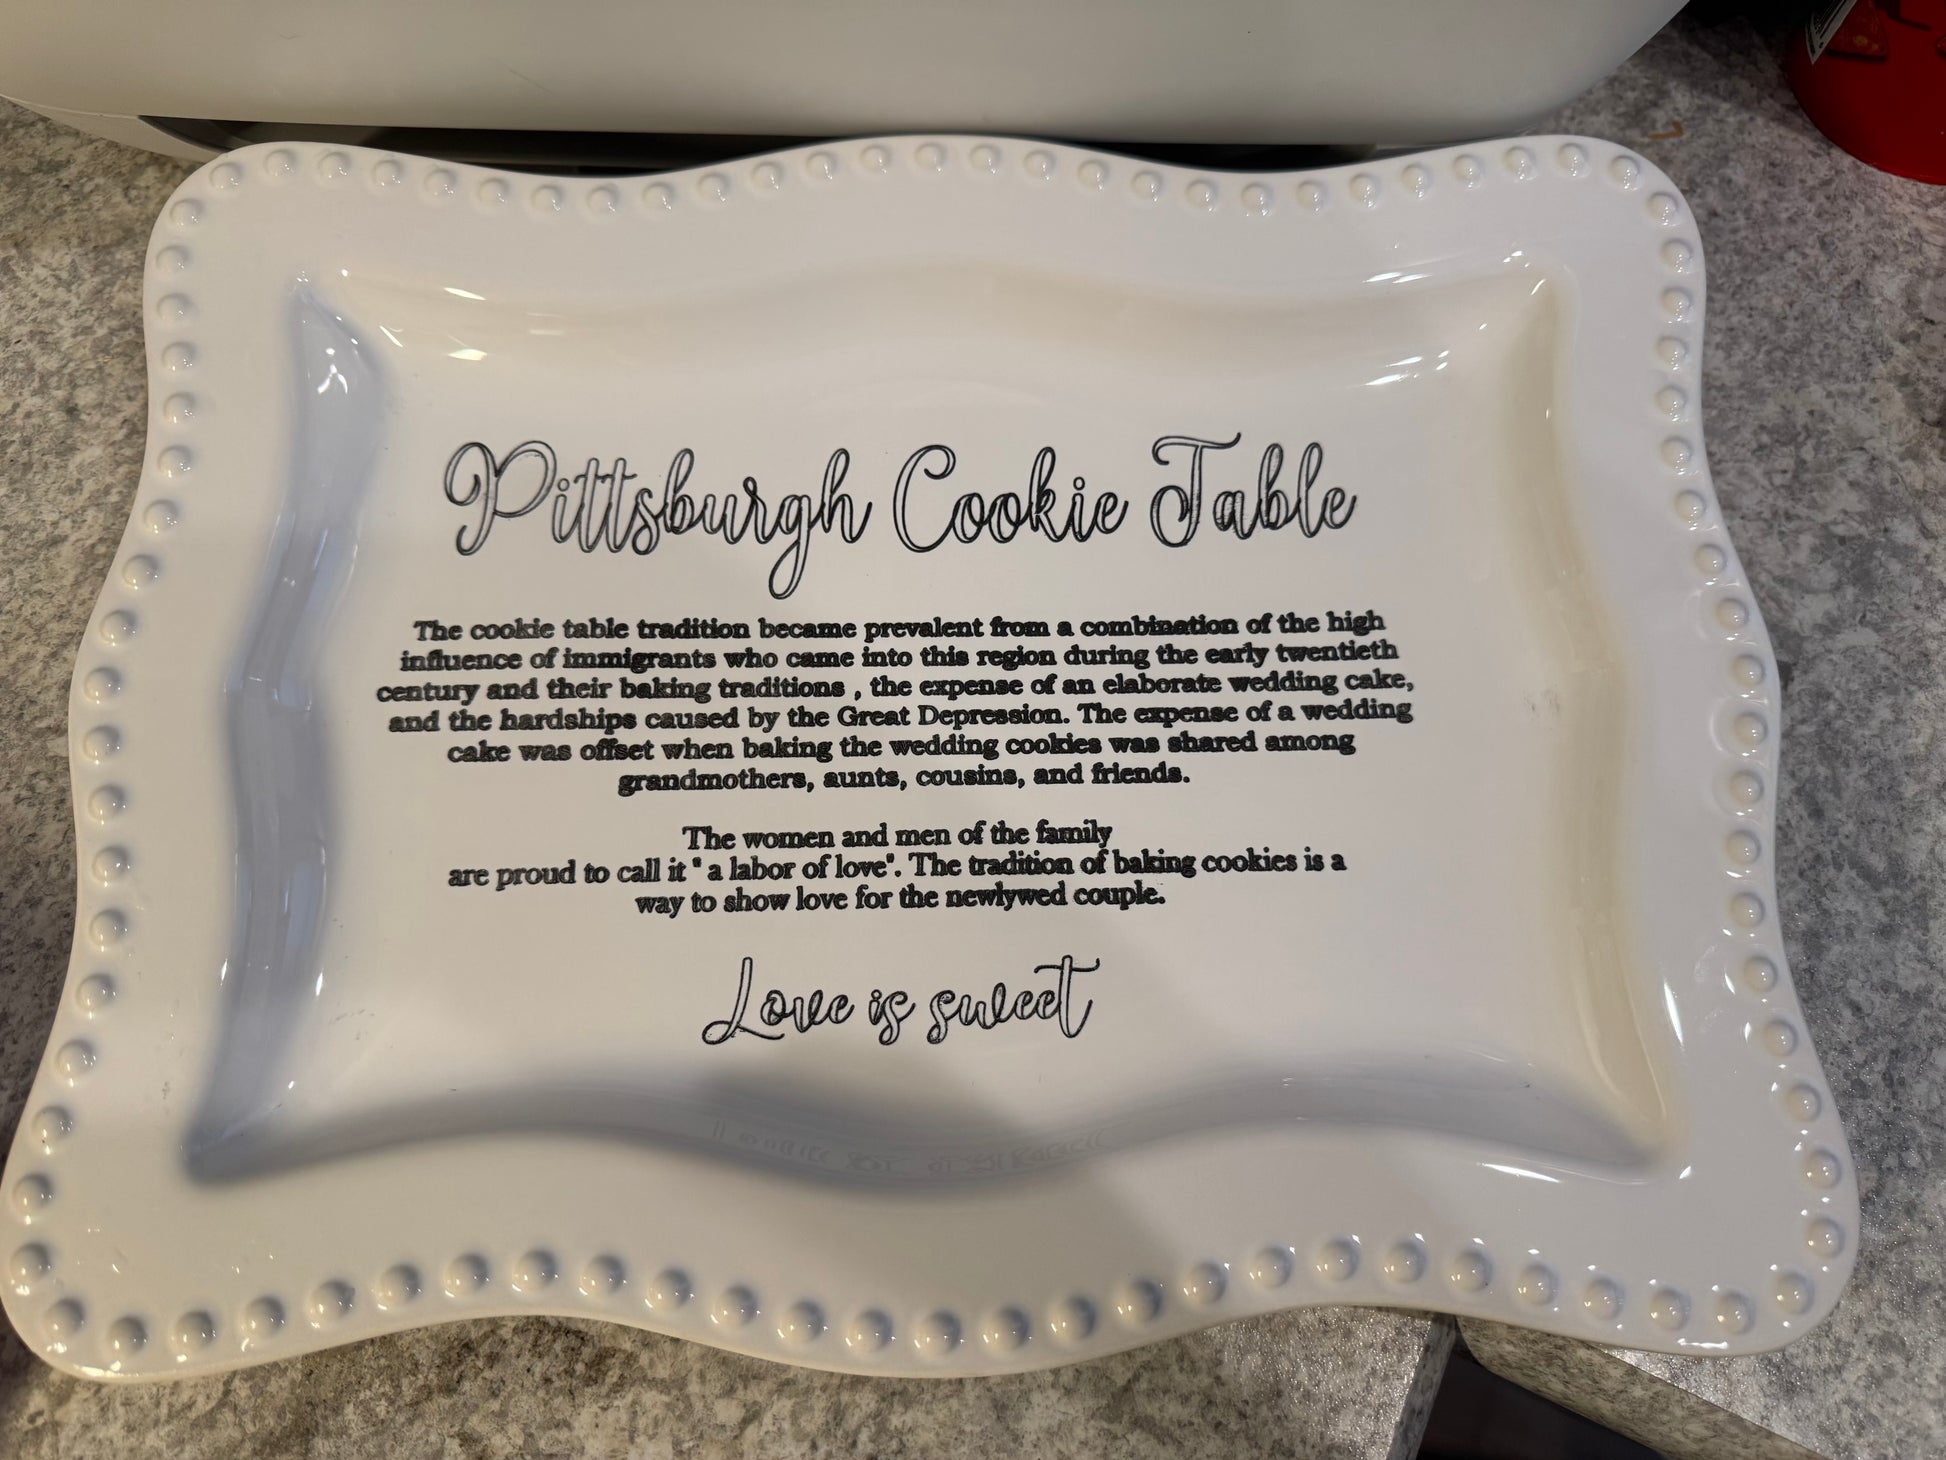 Pittsburgh Cookie Table
The cookie table tradition became prevalent from a combination of the high
influence of immigrants who came into this region during the early twentieth
century and their baking traditions , the expense of an elaborate wedding cake,
and the hardships caused by the Great Depression. The expense of a wedding
cake was offset when baking the wedding cookies was shared among
grandmothers, aunts, cousins, and friends.
The women and men of the family
are proud to call it " a labor of love". The tradition of baking cookies is a
way to show love for the newlywed couple.
Love is sweet